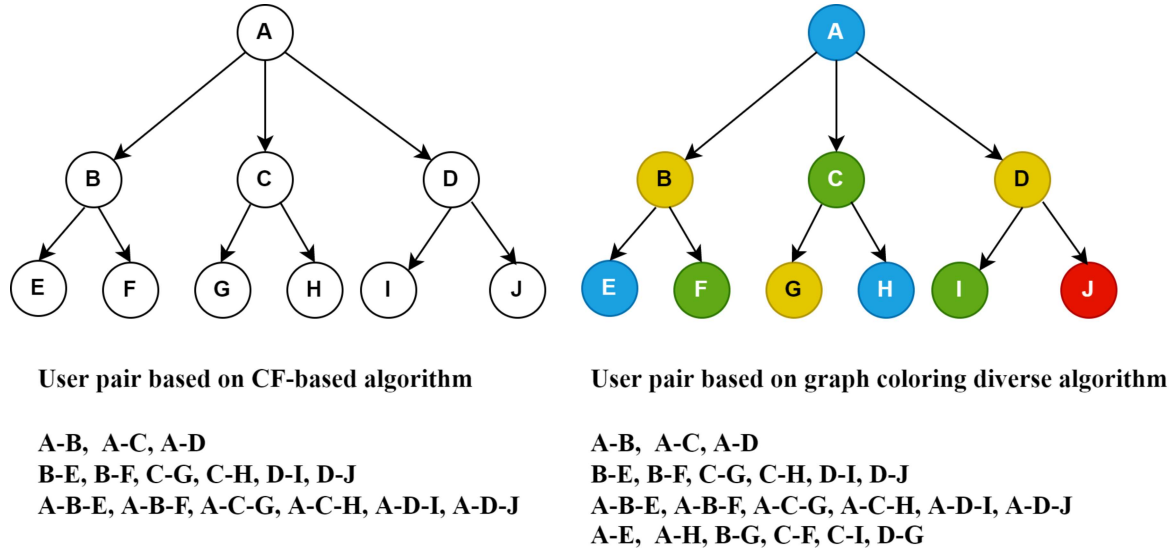 A
B
C
D
E
F
G
H
I
J
User pair based on CF-based algorithm
A-B, A-C, A-D
B-E, B-F, C-G, C-H, D-I, D-J
A-B-E, A-B-F, A-C-G, A-C-H, A-D-I, A-D-J
A
B
C
D
E
F
G
H
I
J
User pair based on graph coloring diverse algorithm
A-B, A-C, A-D
B-E, B-F, C-G, C-H, D-I, D-J
A-B-E, A-B-F, A-C-G, A-C-H, A-D-I, A-D-J
A-E, A-H, B-G, C-F, C-I, D-G